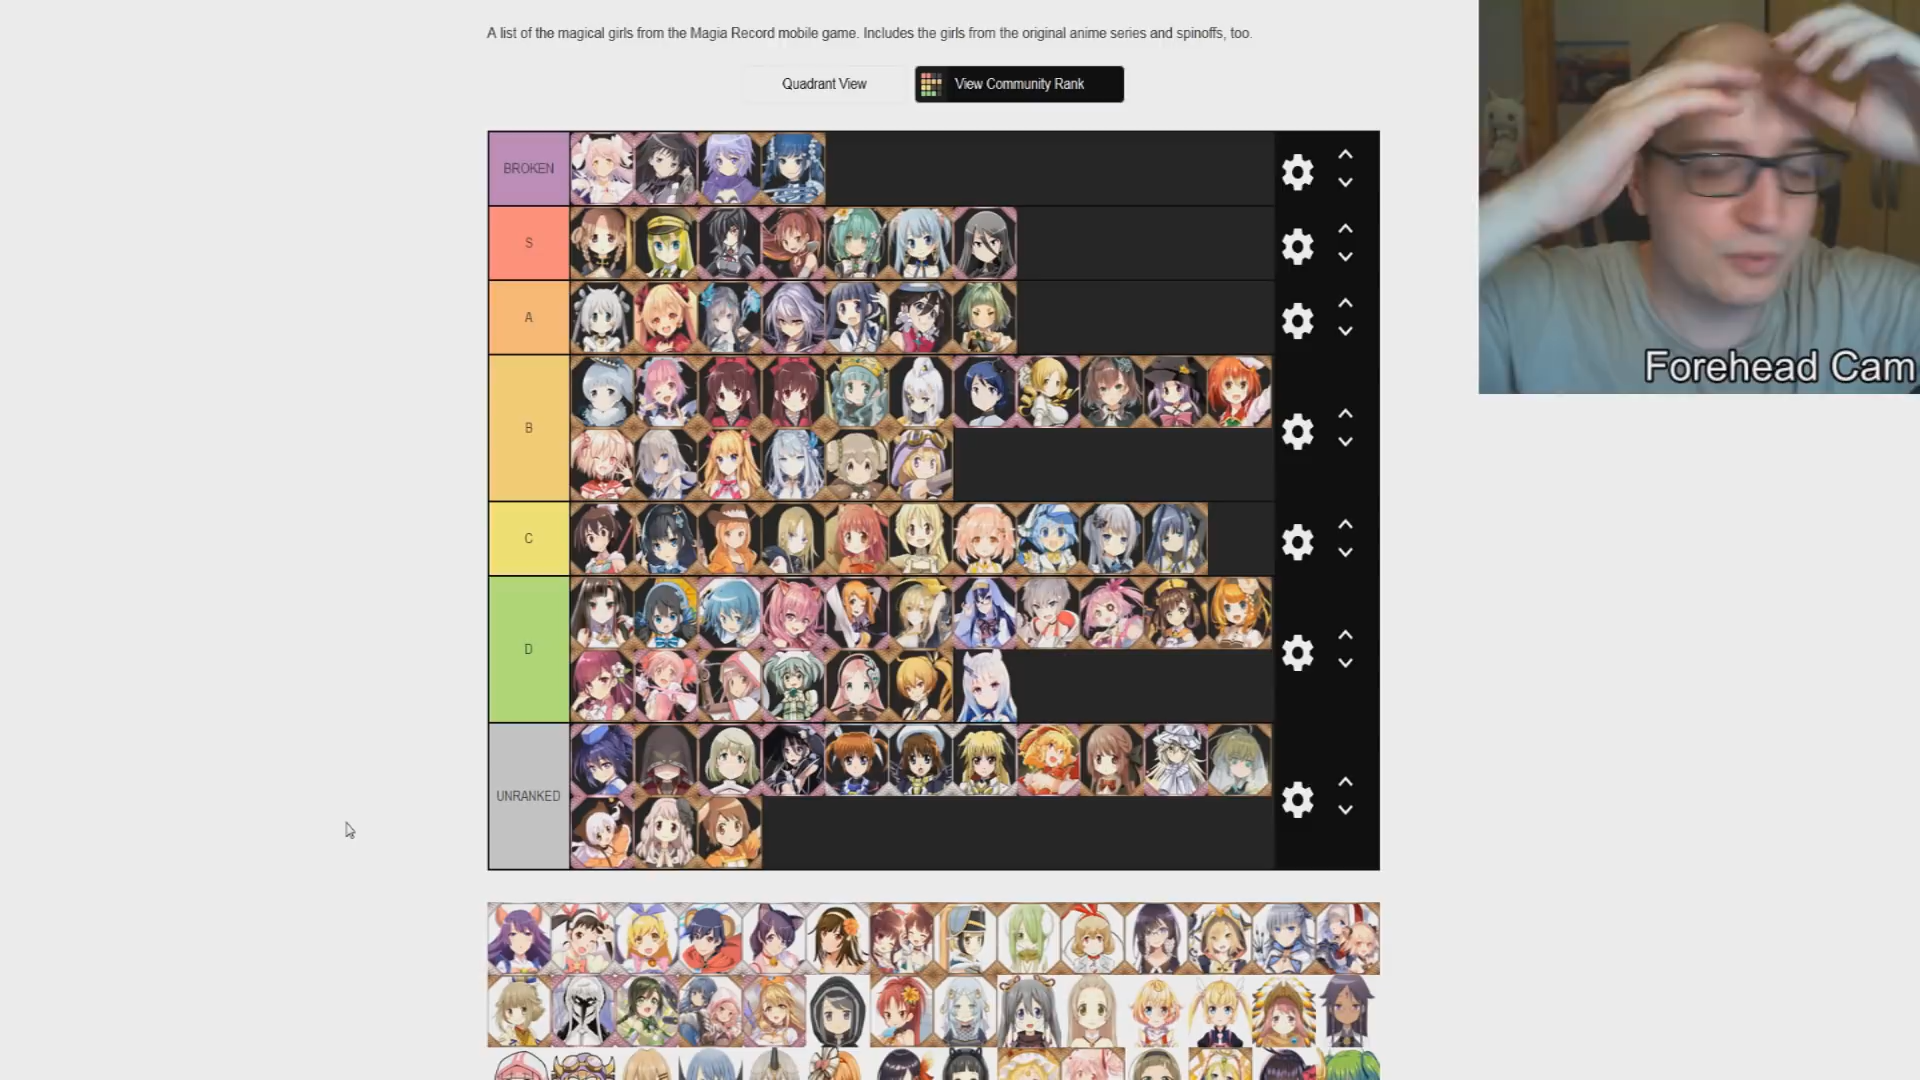 A list of the magical girls from the Magia Record mobile game. Includes the girls from the original anime series and spinoffs, too.
Quadrant View
View Community Rank
BROKEN
S
A
B
C
D
UNRANKED
Forehead Cam